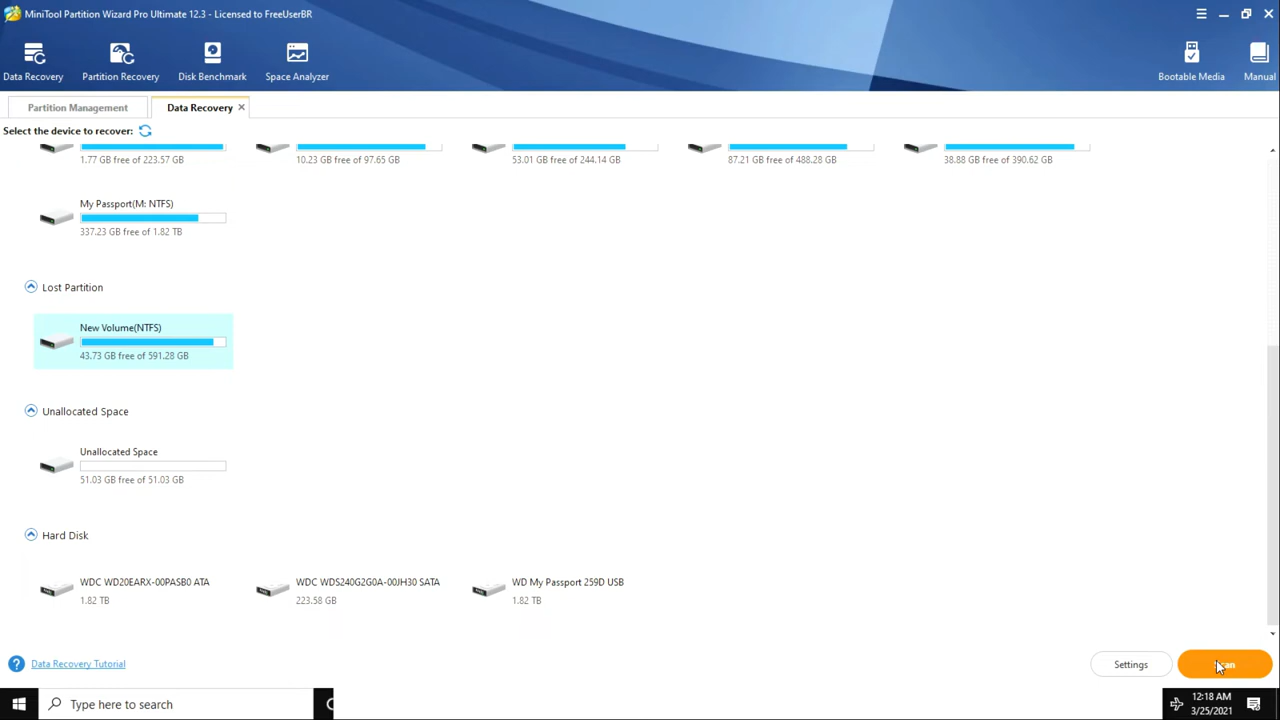 MiniTool Partition Wizard Pro Ultimate 12.3 - Licensed to FreeUserBR
Data Recovery Partition Recovery Disk Benchmark Space Analyzer Bootable Media Manual
Partition Management Data Recovery
Select the device to recover:
1.77 GB free of 223.57 GB 10.23 GB free of 97.65 GB 53.01 GB free of 244.14 GB 87.21 GB free of 488.28 GB 38.88 GB free of 390.62 GB
My Passport(M: NTFS)
337.23 GB free of 1.82 TB
Lost Partition
New Volume(NTFS)
43.73 GB free of 591.28 GB
Unallocated Space
Unallocated Space
51.03 GB free of 51.03 GB
Hard Disk
WDC WD20EARX-00PASB0 ATA WDC WDS240G2G0A-00JH30 SATA WD My Passport 259D USB
1.82 TB 223.58 GB 1.82 TB
Data Recovery Tutorial Settings
Type here to search 12:18 AM
3/25/2021